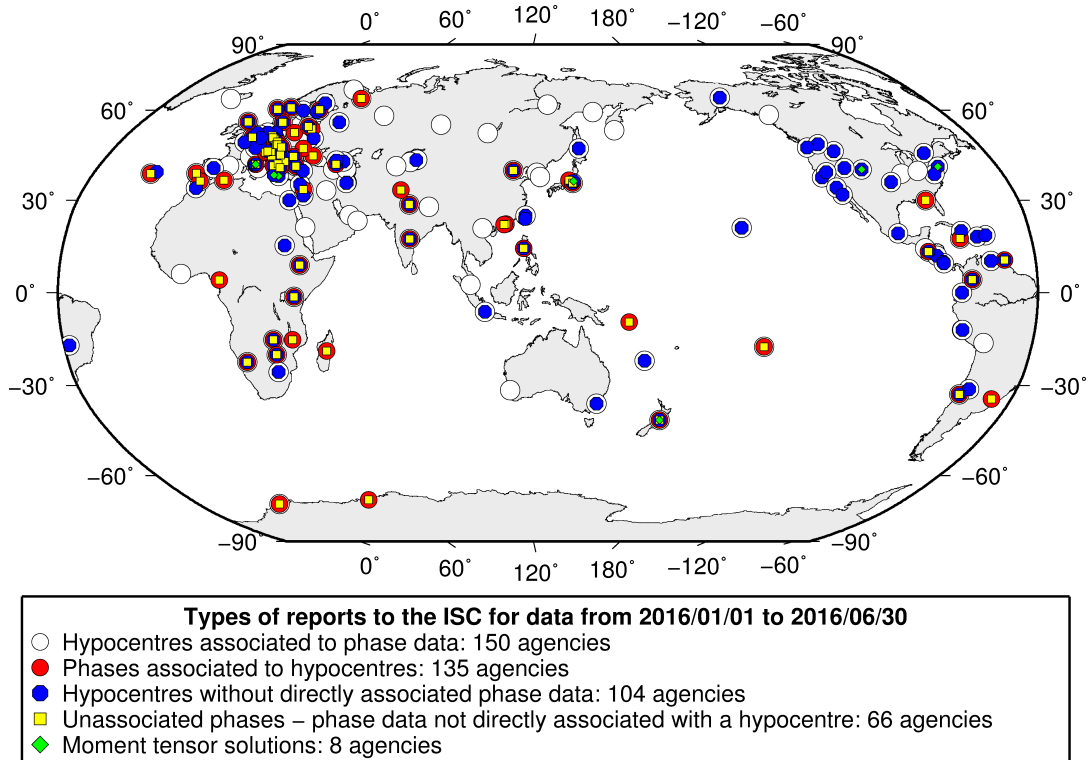 0° 60° 120° 180° −120° −60°
90° 90°
60° 60°
30° 30°
0° 0°
−30° −30°
−60° −60°
−90° −90°
0° 60° 120° 180° −120° −60°
Types of reports to the ISC for data from 2016/01/01 to 2016/06/30
Hypocentres associated to phase data: 150 agencies
Phases associated to hypocentres: 135 agencies
Hypocentres without directly associated phase data: 104 agencies
Unassociated phases − phase data not directly associated with a hypocentre: 66 agencies
Moment tensor solutions: 8 agencies